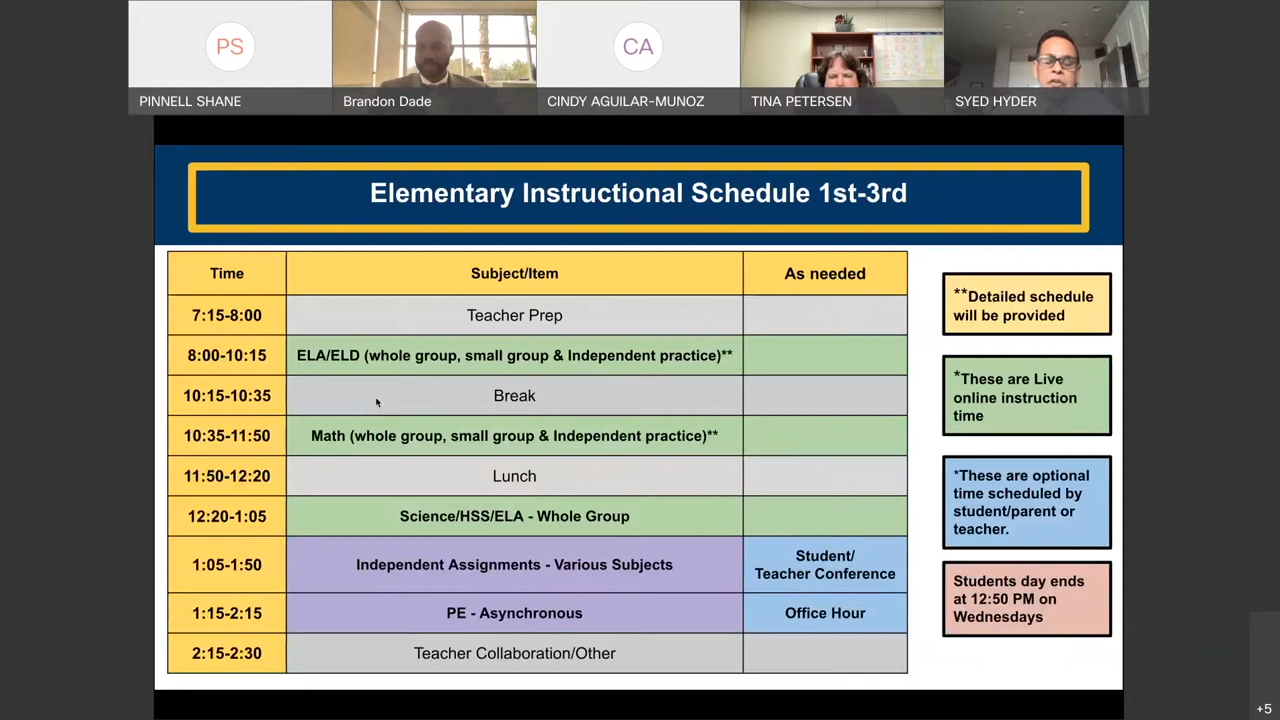 PS
CA
PINNELL SHANE
Brandon Dade
CINDY AGUILAR-MUNOZ
TINA PETERSEN
SYED HYDER
Elementary Instructional Schedule 1st-3rd
Time Subject/Item As needed
7:15-8:00 Teacher Prep
8:00-10:15 ELA/ELD (whole group, small group & Independent practice)**
10:15-10:35 Break
10:35-11:50 Math (whole group, small group & Independent practice)**
11:50-12:20 Lunch
12:20-1:05 Science/HSS/ELA - Whole Group
1:05-1:50 Independent Assignments - Various Subjects Student/
Teacher Conference
1:15-2:15 PE - Asynchronous Office Hour
2:15-2:30 Teacher Collaboration/Other
**Detailed schedule
will be provided
*These are Live
online instruction
time
*These are optional
time scheduled by
student/parent or
teacher.
Students day ends
at 12:50 PM on
Wednesdays
+5